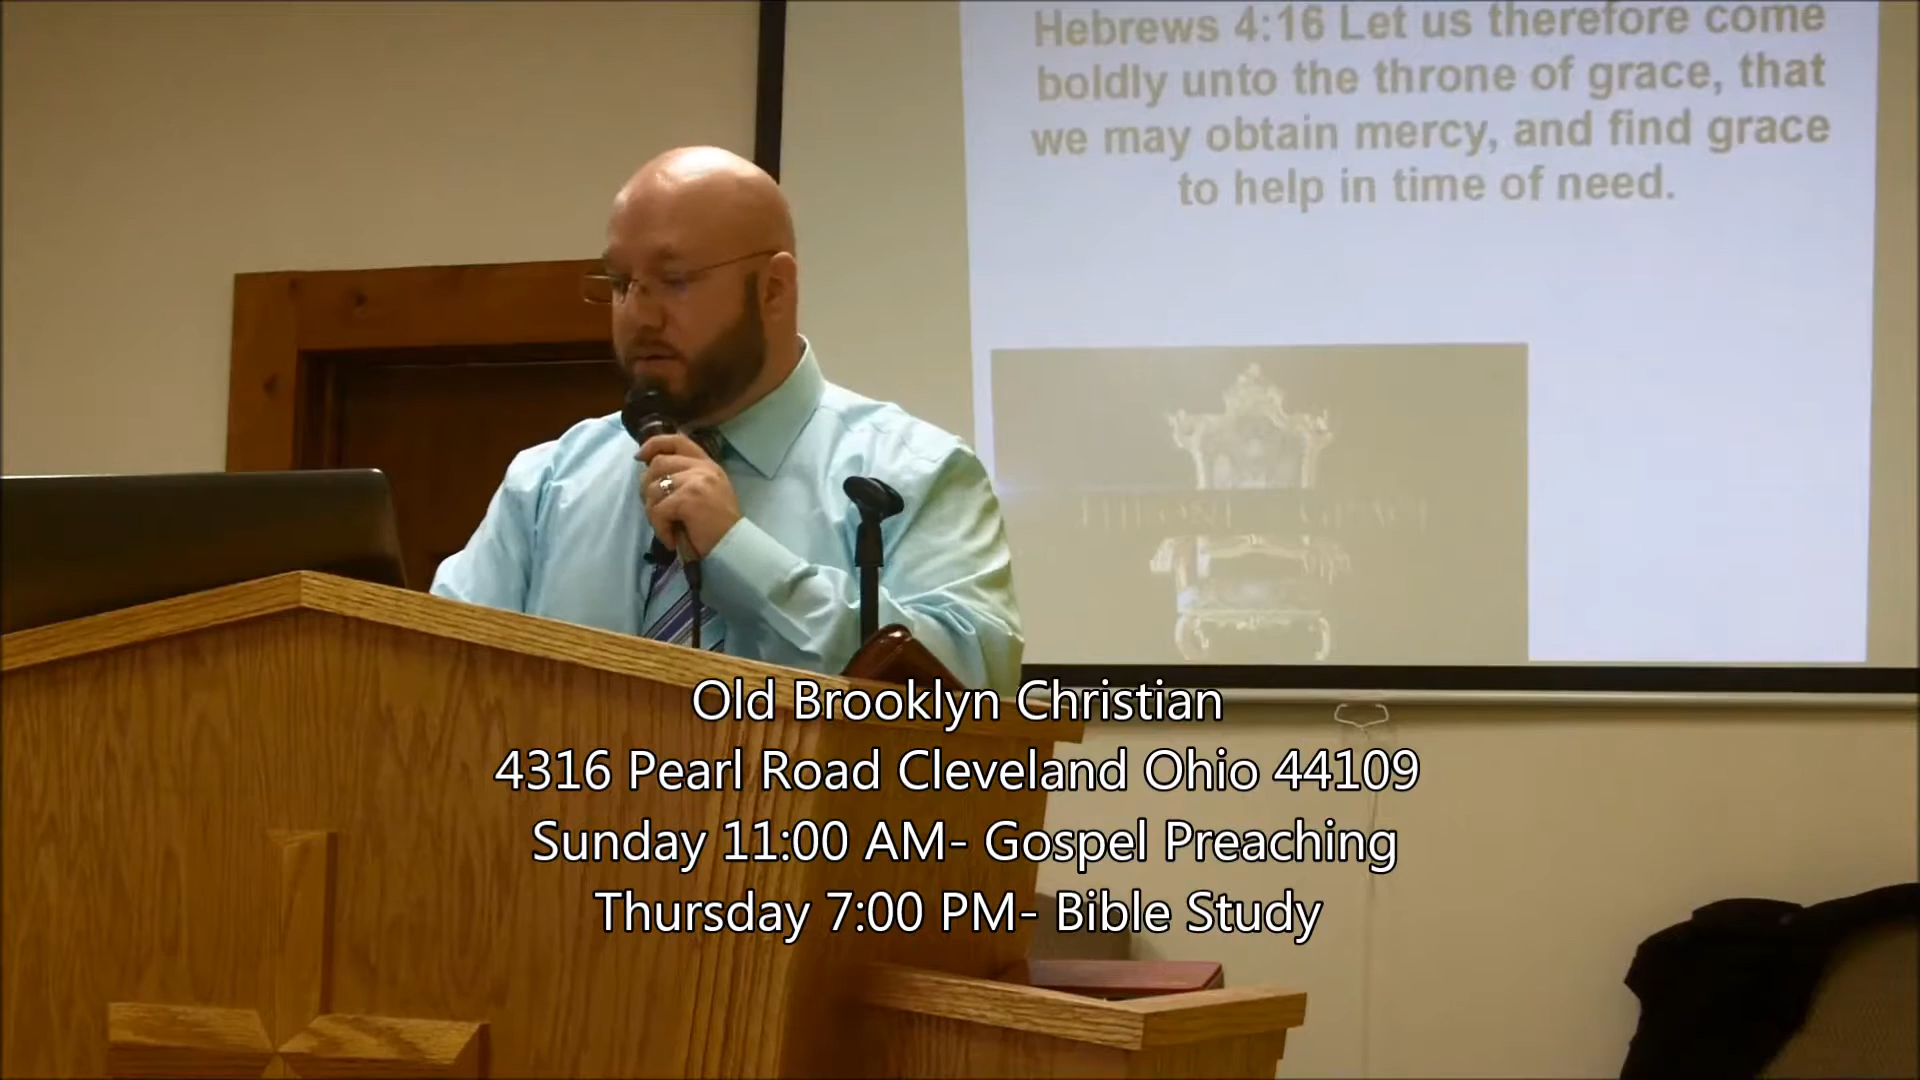 Hebrews 4:16 Let us therefore come
boldly unto the throne of grace, that
we may obtain mercy, and find grace
to help in time of need.
Old Brooklyn Christian
4316 Pearl Road Cleveland Ohio 44109
Sunday 11:00 AM- Gospel Preaching
Thursday 7:00 PM- Bible Study